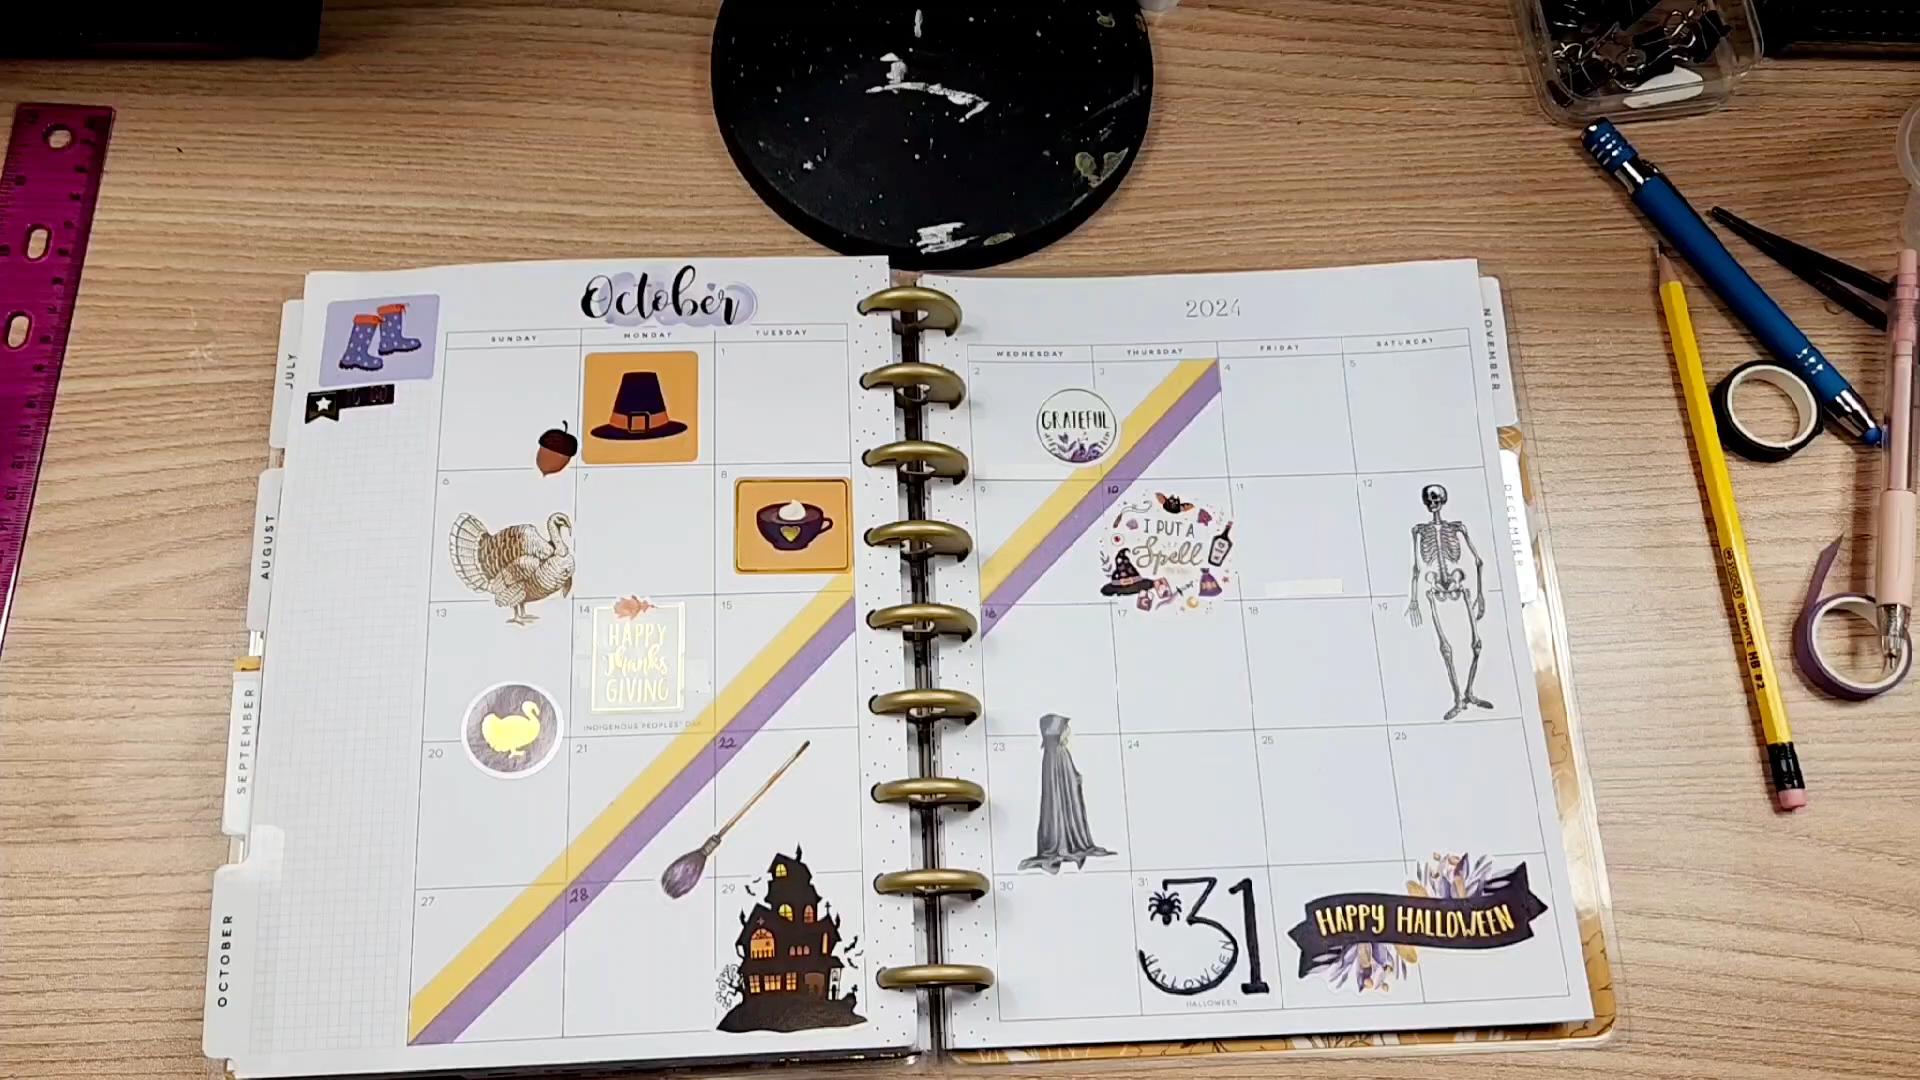 October
2024
SUNDAY
MONDAY
TUESDAY
WEDNESDAY
THURSDAY
FRIDAY
SATURDAY
1
2
3
4
5
GRATEFUL
6
7
8
9
10
11
12
I PUT A
Spell
13
14
15
16
17
18
19
HAPPY
Thanks
GIVING
INDIGENOUS PEOPLES' DAY
20
21
22
23
24
25
27
28
29
30
31
31
HALLOWEEN
HALLOWEEN
HAPPY HALLOWEEN
JULY
AUGUST
SEPTEMBER
OCTOBER
NOVEMBER
DECEMBER
GRAPHITE HB #2